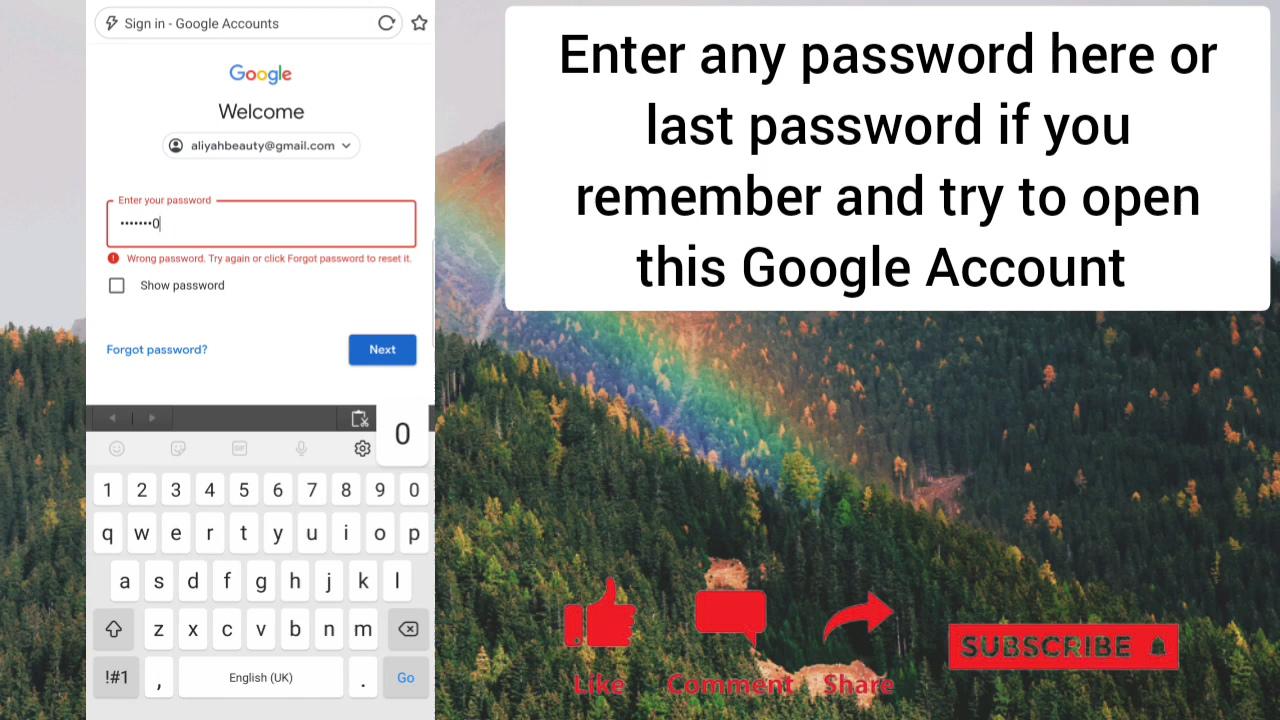 Sign in - Google Accounts
Google
Welcome
aliyahbeauty@gmail.com
Enter your password
•••••••0
Wrong password. Try again or click Forgot password to reset it.
Show password
Forgot password?
Next
GIF
0
1 2 3 4 5 6 7 8 9 0
q w e r t y u i o p
a s d f g h j k l
z x c v b n m
!#1 , English (UK) . Go
Enter any password here or
last password if you
remember and try to open
this Google Account
Like Comment Share
SUBSCRIBE